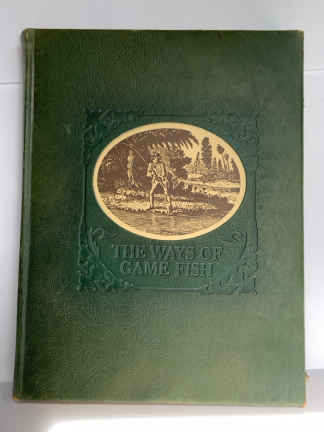 THE WAYS OF
GAME FISH